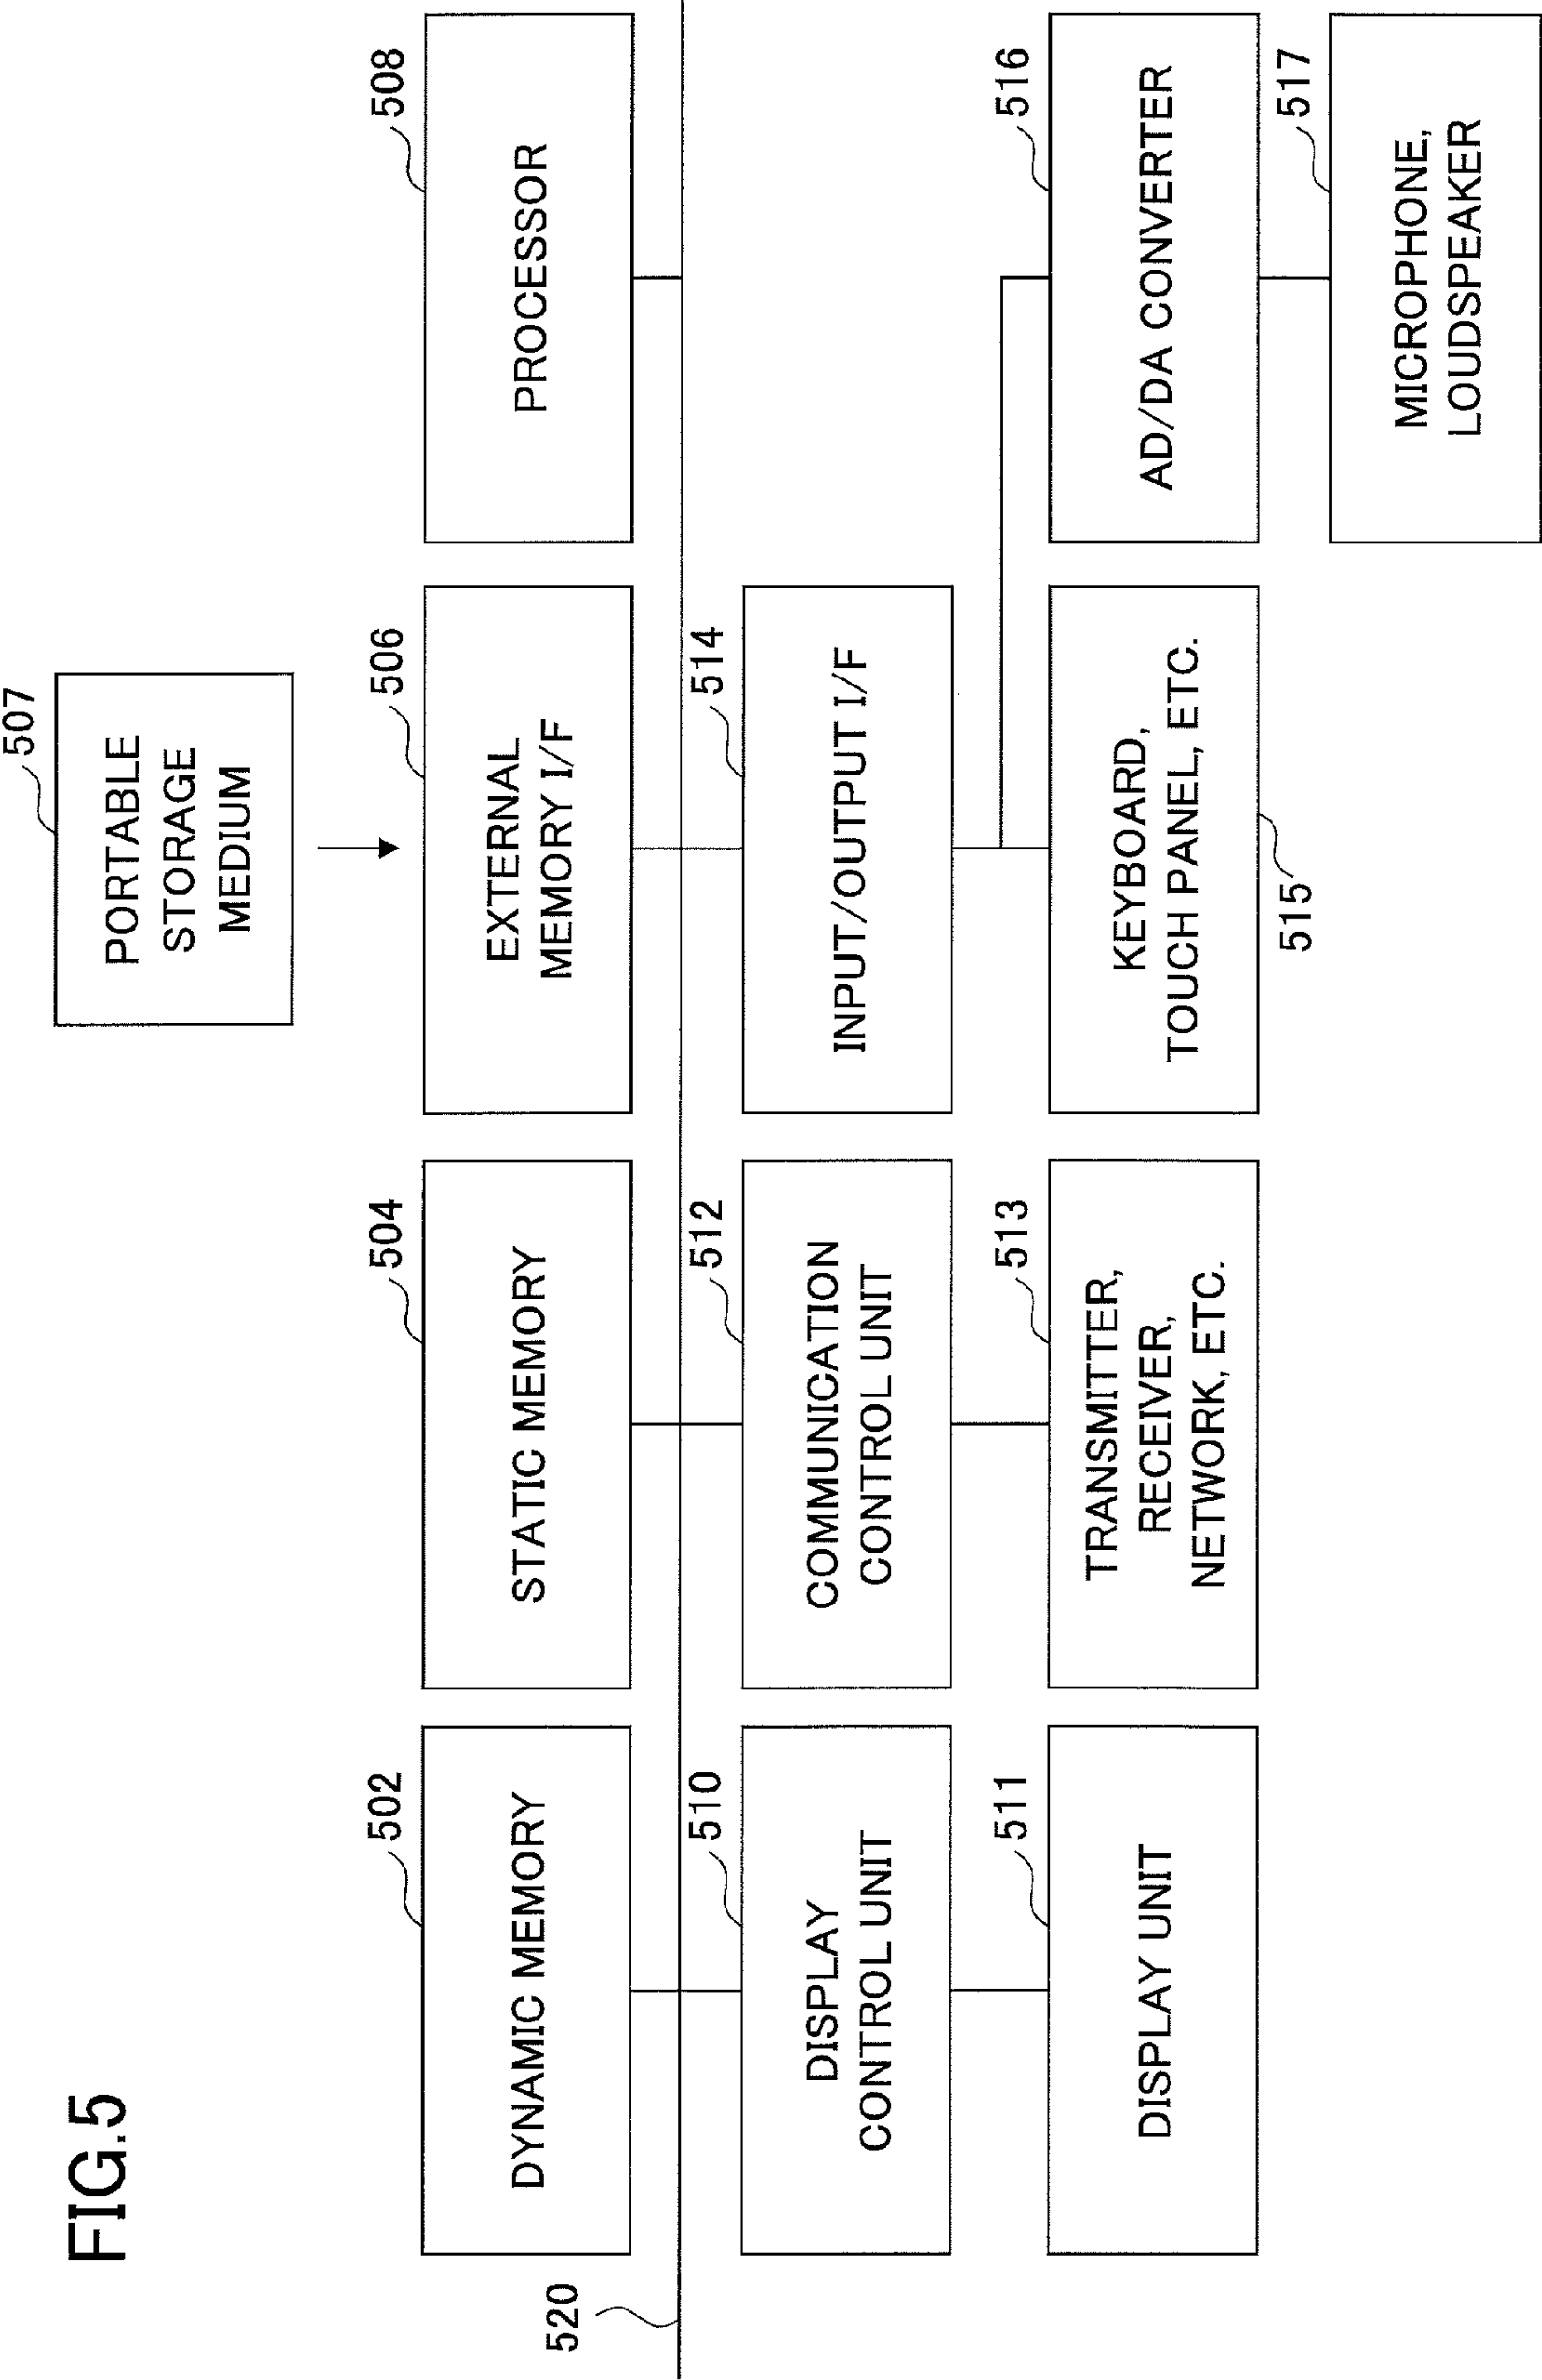 FIG.5
507
PORTABLE
STORAGE
MEDIUM
502
DYNAMIC MEMORY
504
STATIC MEMORY
506
EXTERNAL
MEMORY I/F
508
PROCESSOR
520
510
DISPLAY
CONTROL UNIT
512
COMMUNICATION
CONTROL UNIT
514
INPUT/OUTPUT I/F
511
DISPLAY UNIT
513
TRANSMITTER,
RECEIVER,
NETWORK, ETC.
KEYBOARD,
TOUCH PANEL, ETC.
515
516
AD/DA CONVERTER
517
MICROPHONE,
LOUDSPEAKER